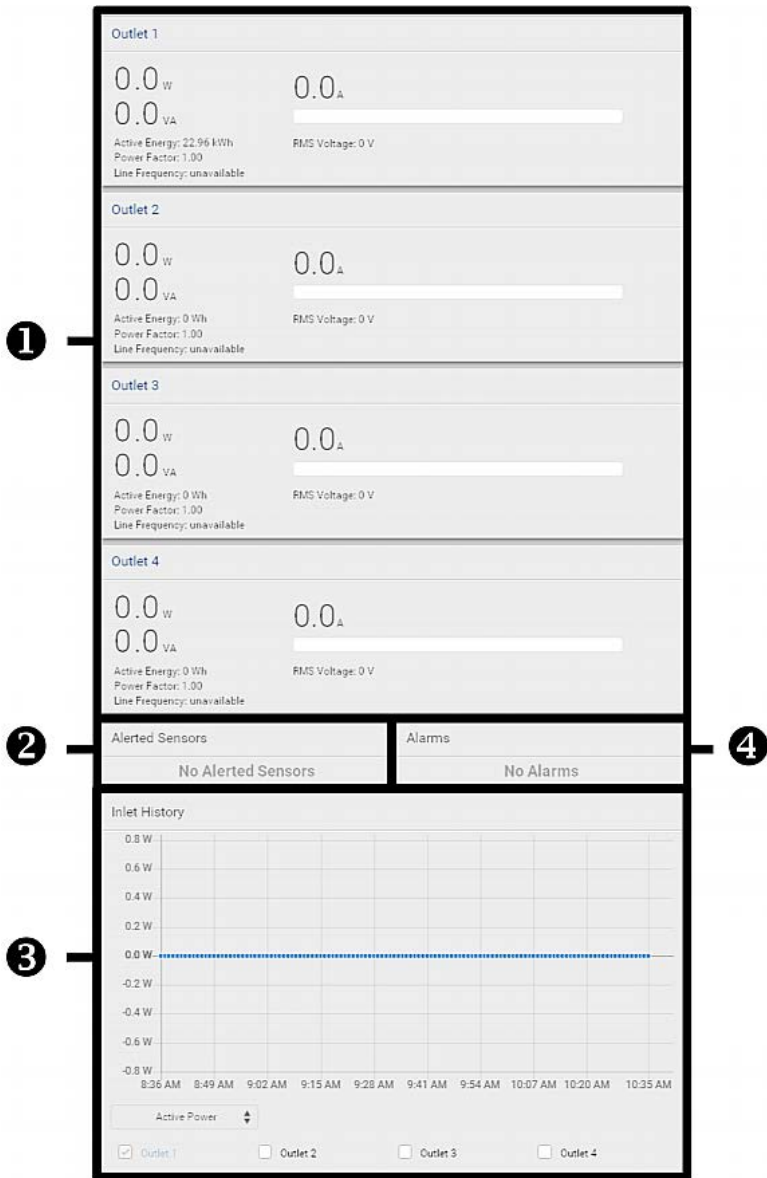 Outlet 1
0.0 W
0.0 A
0.0 VA
Active Energy: 22.96 kWh
RMS Voltage: 0 V
Power Factor: 1.00
Line Frequency: unavailable
Outlet 2
0.0 W
0.0 A
0.0 VA
Active Energy: 0 Wh
RMS Voltage: 0 V
Power Factor: 1.00
Line Frequency: unavailable
❶
Outlet 3
0.0 W
0.0 A
0.0 VA
Active Energy: 0 Wh
RMS Voltage: 0 V
Power Factor: 1.00
Line Frequency: unavailable
Outlet 4
0.0 W
0.0 A
0.0 VA
Active Energy: 0 Wh
RMS Voltage: 0 V
Power Factor: 1.00
Line Frequency: unavailable
❷
Alerted Sensors
No Alerted Sensors
Alarms
No Alarms
❹
Inlet History
❸
0.8 W
0.6 W
0.4 W
0.2 W
0.0 W
-0.2 W
-0.4 W
-0.6 W
-0.8 W
8:36 AM 8:49 AM 9:02 AM 9:15 AM 9:28 AM 9:41 AM 9:54 AM 10:07 AM 10:20 AM 10:35 AM
Active Power
Outlet 1 Outlet 2 Outlet 3 Outlet 4